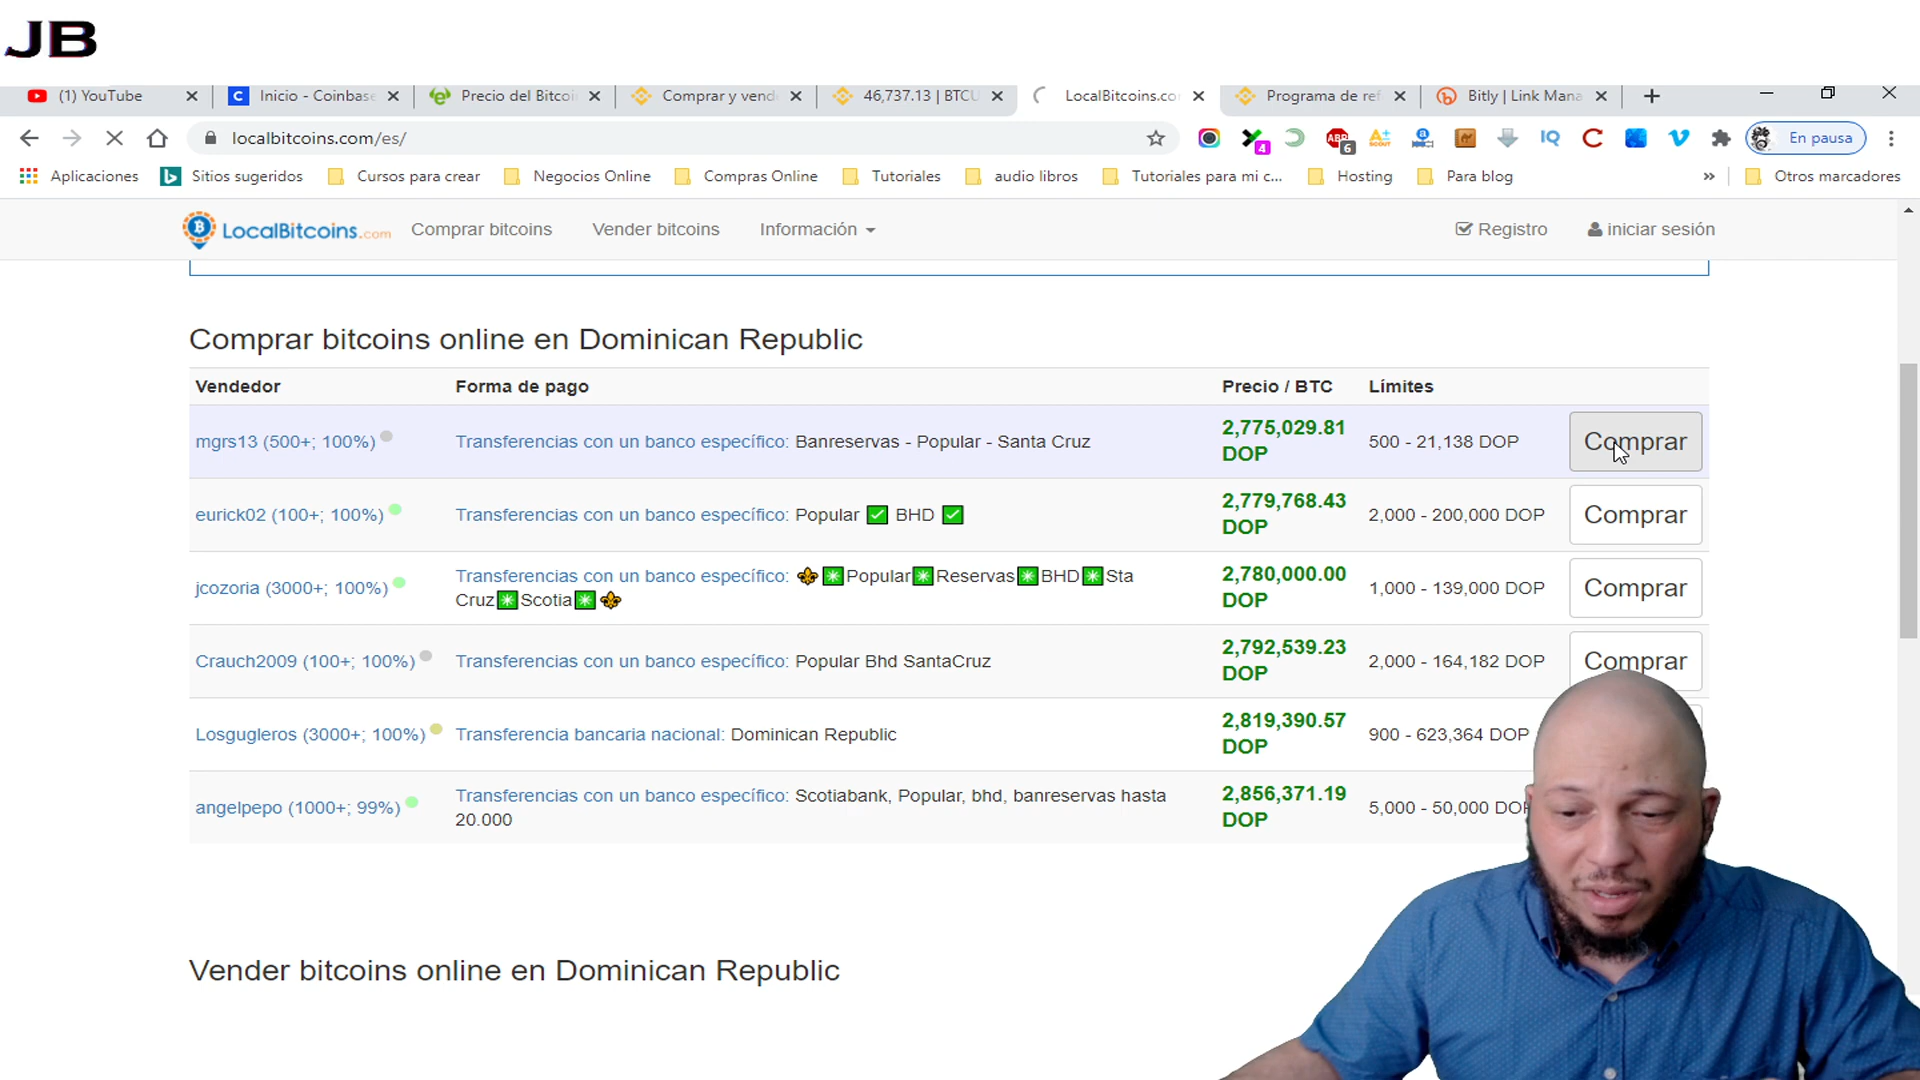 JB
(1) YouTube
Inicio - Coinbase
Precio del Bitcoi
Comprar y vend
46,737.13 | BTCU
LocalBitcoins.co
Programa de ref
Bitly | Link Mana
localbitcoins.com/es/
4
ABP
6
IQ
En pausa
Aplicaciones
Sitios sugeridos
Cursos para crear
Negocios Online
Compras Online
Tutoriales
audio libros
Tutoriales para mi c...
Hosting
Para blog
»
Otros marcadores
LocalBitcoins.com
Comprar bitcoins
Vender bitcoins
Información
Registro
iniciar sesión
Comprar bitcoins online en Dominican Republic
Vendedor Forma de pago Precio / BTC Límites
mgrs13 (500+; 100%) Transferencias con un banco específico: Banreservas - Popular - Santa Cruz 2,775,029.81 DOP 500 - 21,138 DOP Comprar
eurick02 (100+; 100%) Transferencias con un banco específico: Popular ✅ BHD ✅ 2,779,768.43 DOP 2,000 - 200,000 DOP Comprar
jcozoria (3000+; 100%) Transferencias con un banco específico: ⚜️✳️Popular✳️Reservas✳️BHD✳️Sta Cruz✳️Scotia✳️⚜️ 2,780,000.00 DOP 1,000 - 139,000 DOP Comprar
Crauch2009 (100+; 100%) Transferencias con un banco específico: Popular Bhd SantaCruz 2,792,539.23 DOP 2,000 - 164,182 DOP Comprar
Losgugleros (3000+; 100%) Transferencia bancaria nacional: Dominican Republic 2,819,390.57 DOP 900 - 623,364 DOP
angelpepo (1000+; 99%) Transferencias con un banco específico: Scotiabank, Popular, bhd, banreservas hasta 20.000 2,856,371.19 DOP 5,000 - 50,000 DOP
Vender bitcoins online en Dominican Republic